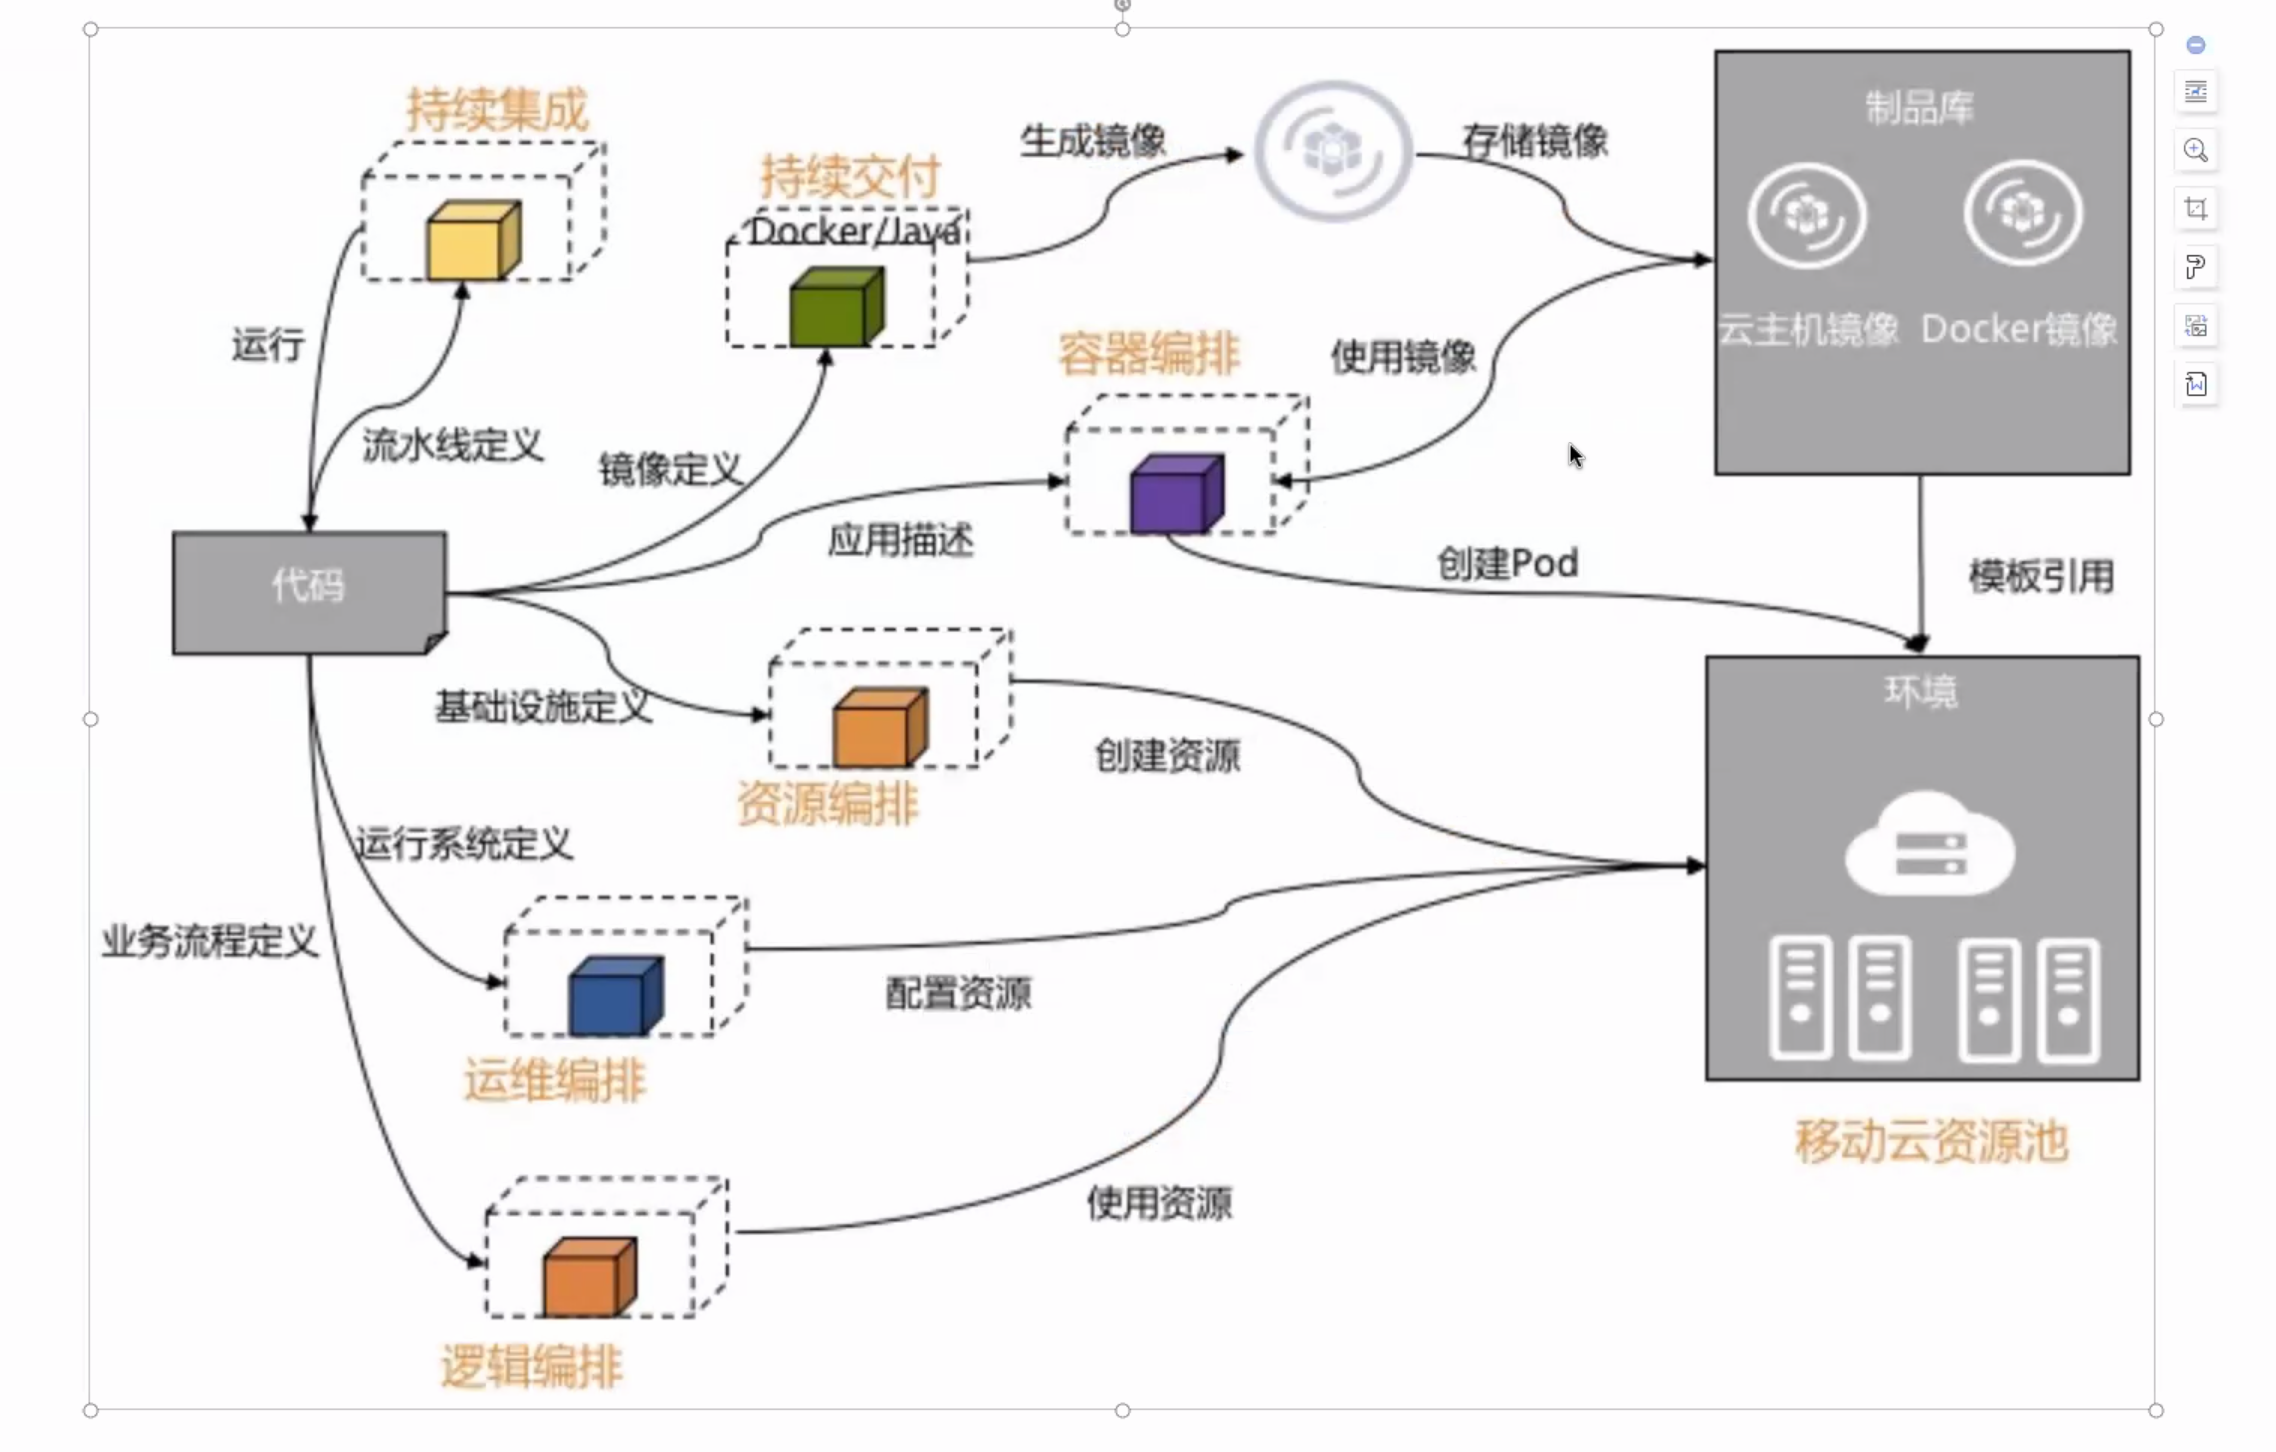 持续集成
持续交付
Docker/Java
生成镜像
存储镜像
制品库
云主机镜像 Docker镜像
运行
流水线定义
镜像定义
容器编排
使用镜像
应用描述
创建Pod
模板引用
代码
基础设施定义
资源编排
创建资源
环境
运行系统定义
业务流程定义
运维编排
配置资源
移动云资源池
使用资源
逻辑编排